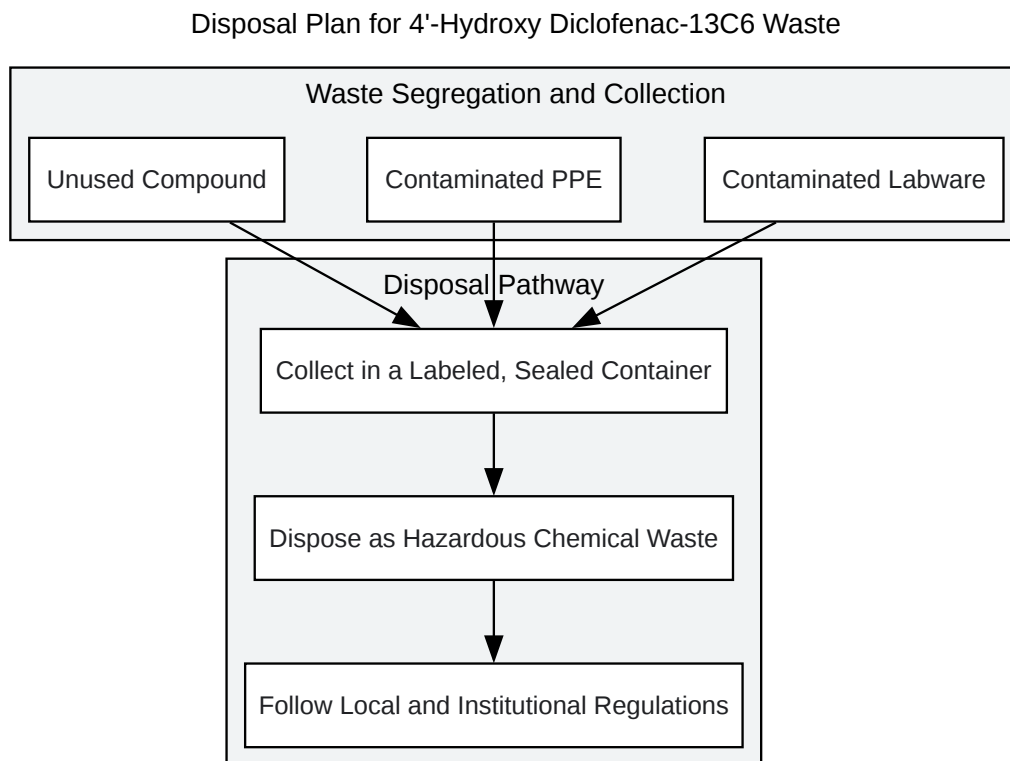 Disposal Plan for 4'-Hydroxy Diclofenac-13C6 Waste
Waste Segregation and Collection
Unused Compound
Contaminated PPE
Contaminated Labware
Disposal Pathway
Collect in a Labeled, Sealed Container
Dispose as Hazardous Chemical Waste
Follow Local and Institutional Regulations